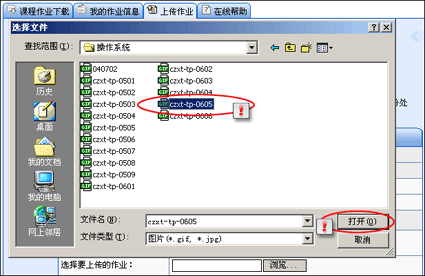 课程作业下载 我的作业信息 上传作业 在线帮助
选择文件
查找范围(I): 操作系统
历史
桌面
我的文档
我的电脑
网上邻居
040702
czxt-tp-0501
czxt-tp-0502
czxt-tp-0503
czxt-tp-0504
czxt-tp-0505
czxt-tp-0506
czxt-tp-0507
czxt-tp-0508
czxt-tp-0509
czxt-tp-0601
czxt-tp-0602
czxt-tp-0603
czxt-tp-0604
czxt-tp-0605
czxt-tp-0606
份处
文件名(N): czxt-tp-0605 打开(O)
文件类型(T): 图片(*.gif, *.jpg) 取消
选择要上传的作业: 浏览...